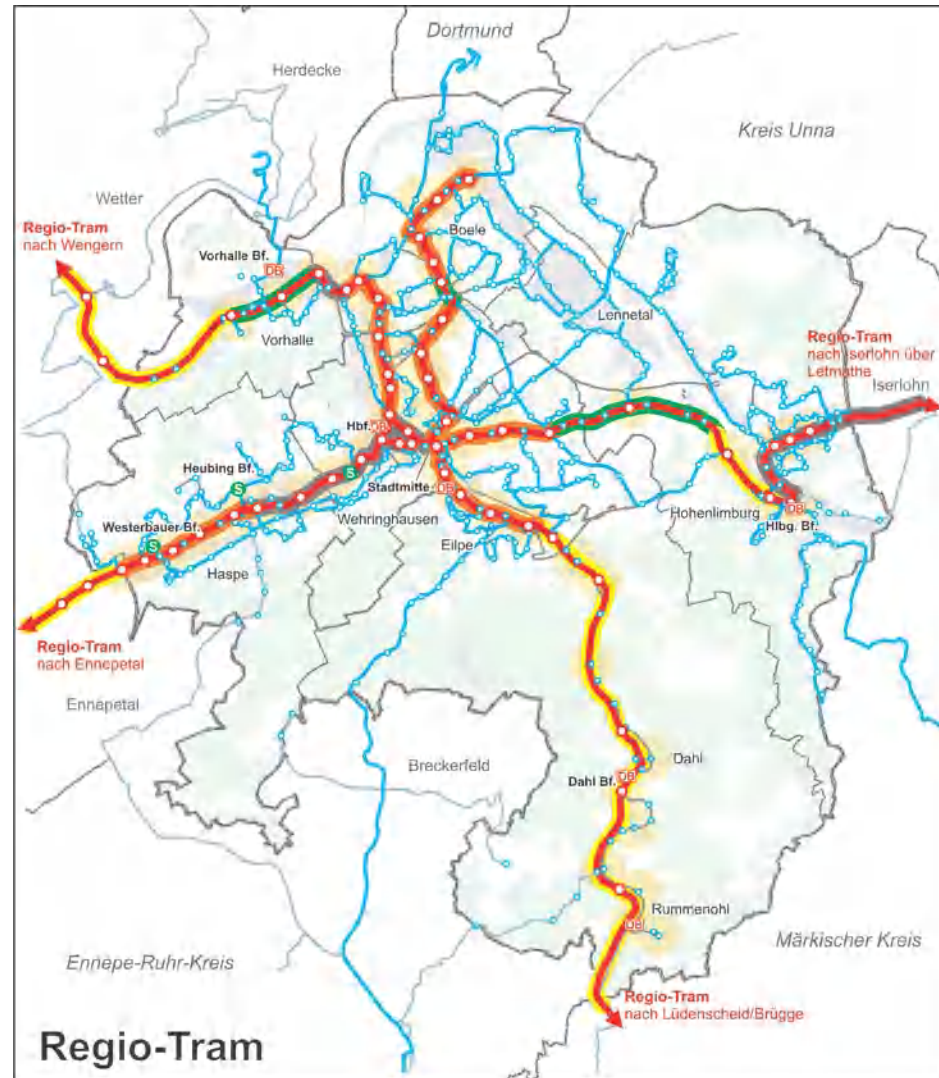 Dortmund
Herdecke
Kreis Unna
Wetter
Regio-Tram
nach Wengern
Vorhalle Bf.
DB
Boele
Vorhalle
Lennetal
Regio-Tram
nach Iserlohn über
Letmathe
Iserlohn
Hbf.
DB
Heubing Bf.
S
S
Stadtmitte
DB
Wehringhausen
Hohenlimburg
DB
Hlbg. Bf.
Westerbauer Bf.
S
Eilpe
Haspe
Regio-Tram
nach Ennepetal
Ennepetal
Breckerfeld
Dahl
Dahl Bf.
DB
Rummenohl
DB
Ennepe-Ruhr-Kreis
Märkischer Kreis
Regio-Tram
nach Lüdenscheid/Brügge
Regio-Tram